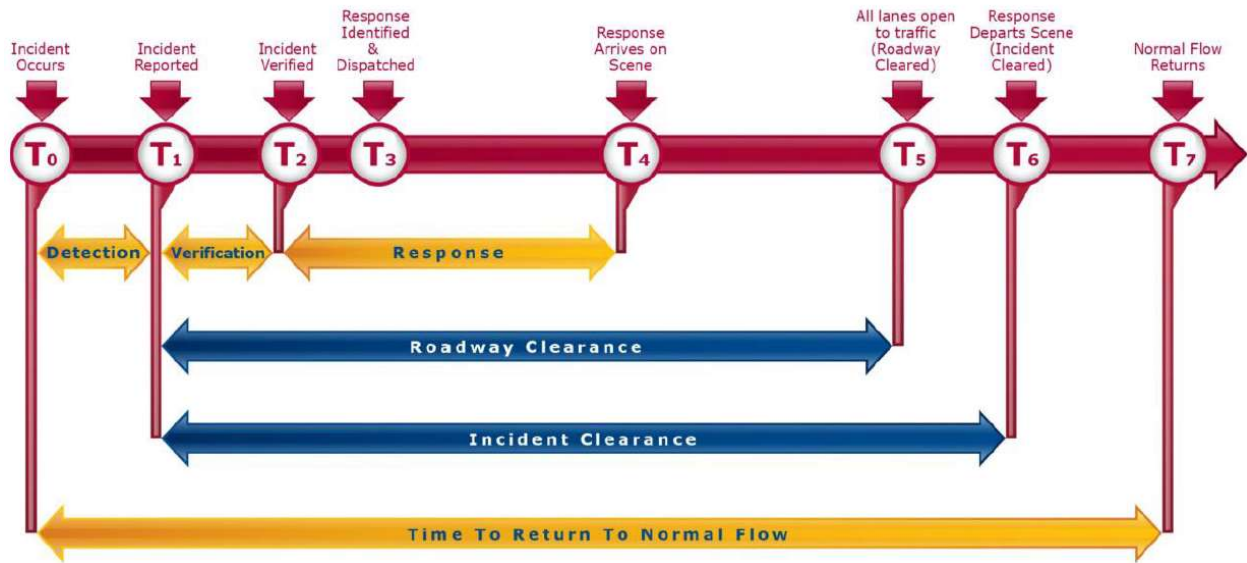 Incident
Occurs
Incident
Reported
Incident
Verified
Response
Identified
&
Dispatched
Response
Arrives on
Scene
All lanes open
to traffic
(Roadway
Cleared)
Response
Departs Scene
(Incident
Cleared)
Normal Flow
Returns
T0
T1
T2
T3
T4
T5
T6
T7
Detection
Verification
Response
Roadway Clearance
Incident Clearance
Time To Return To Normal Flow